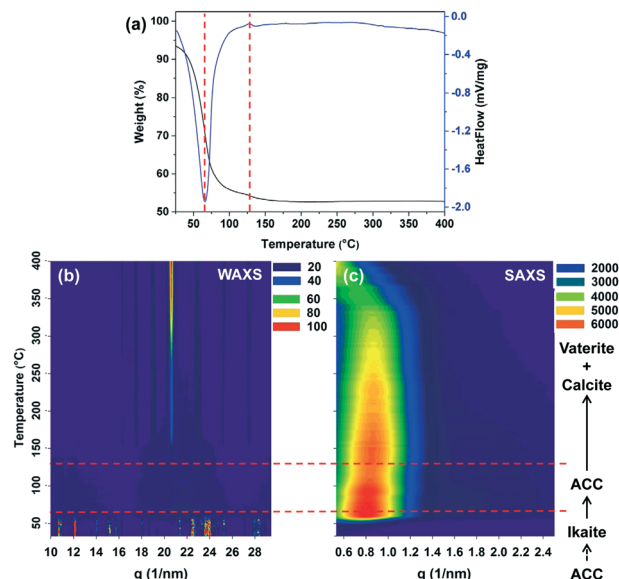 (a)
100
90
80
70
60
50
Weight (%)
0.0
-0.4
-0.8
-1.2
-1.6
-2.0
HeatFlow (mV/mg)
50 100 150 200 250 300 350 400
Temperature (°C)
(b) WAXS
400
350
300
250
200
150
100
50
Temperature (°C)
10 12 14 16 18 20 22 24 26 28
q (1/nm)
20
40
60
80
100
(c) SAXS
0.6 0.8 1.0 1.2 1.4 1.6 1.8 2.0 2.2 2.4
q (1/nm)
2000
3000
4000
5000
6000
Vaterite
+
Calcite
ACC
Ikaite
ACC